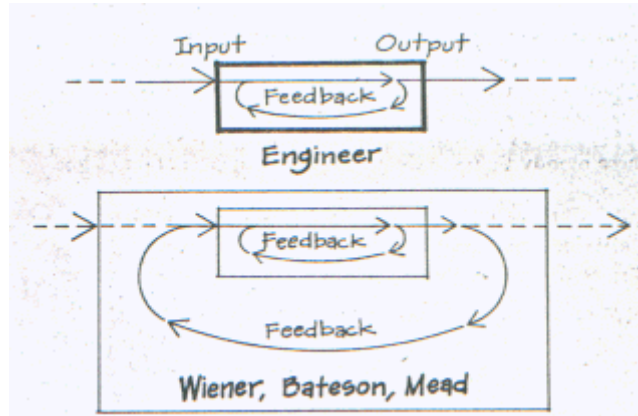 Input Output
Feedback
Engineer
Feedback
Feedback
Wiener, Bateson, Mead